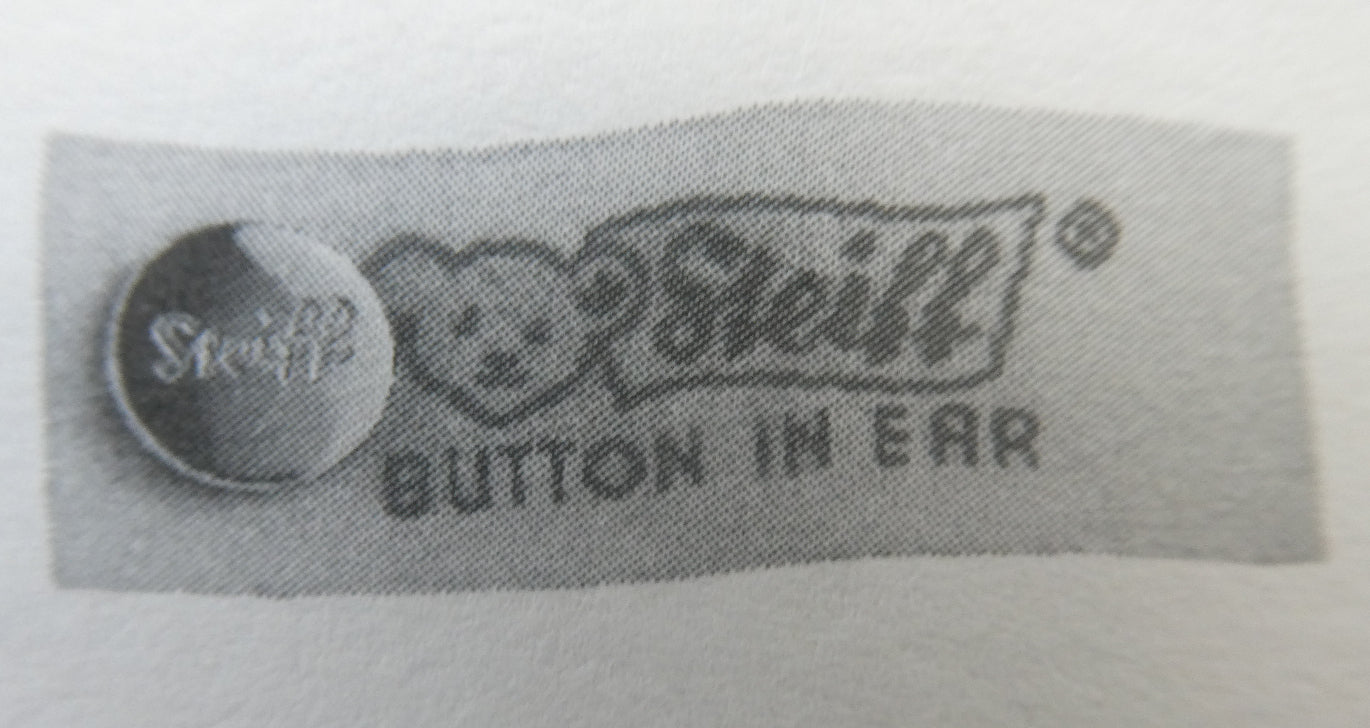 Steiff
Steiff®
BUTTON IN EAR